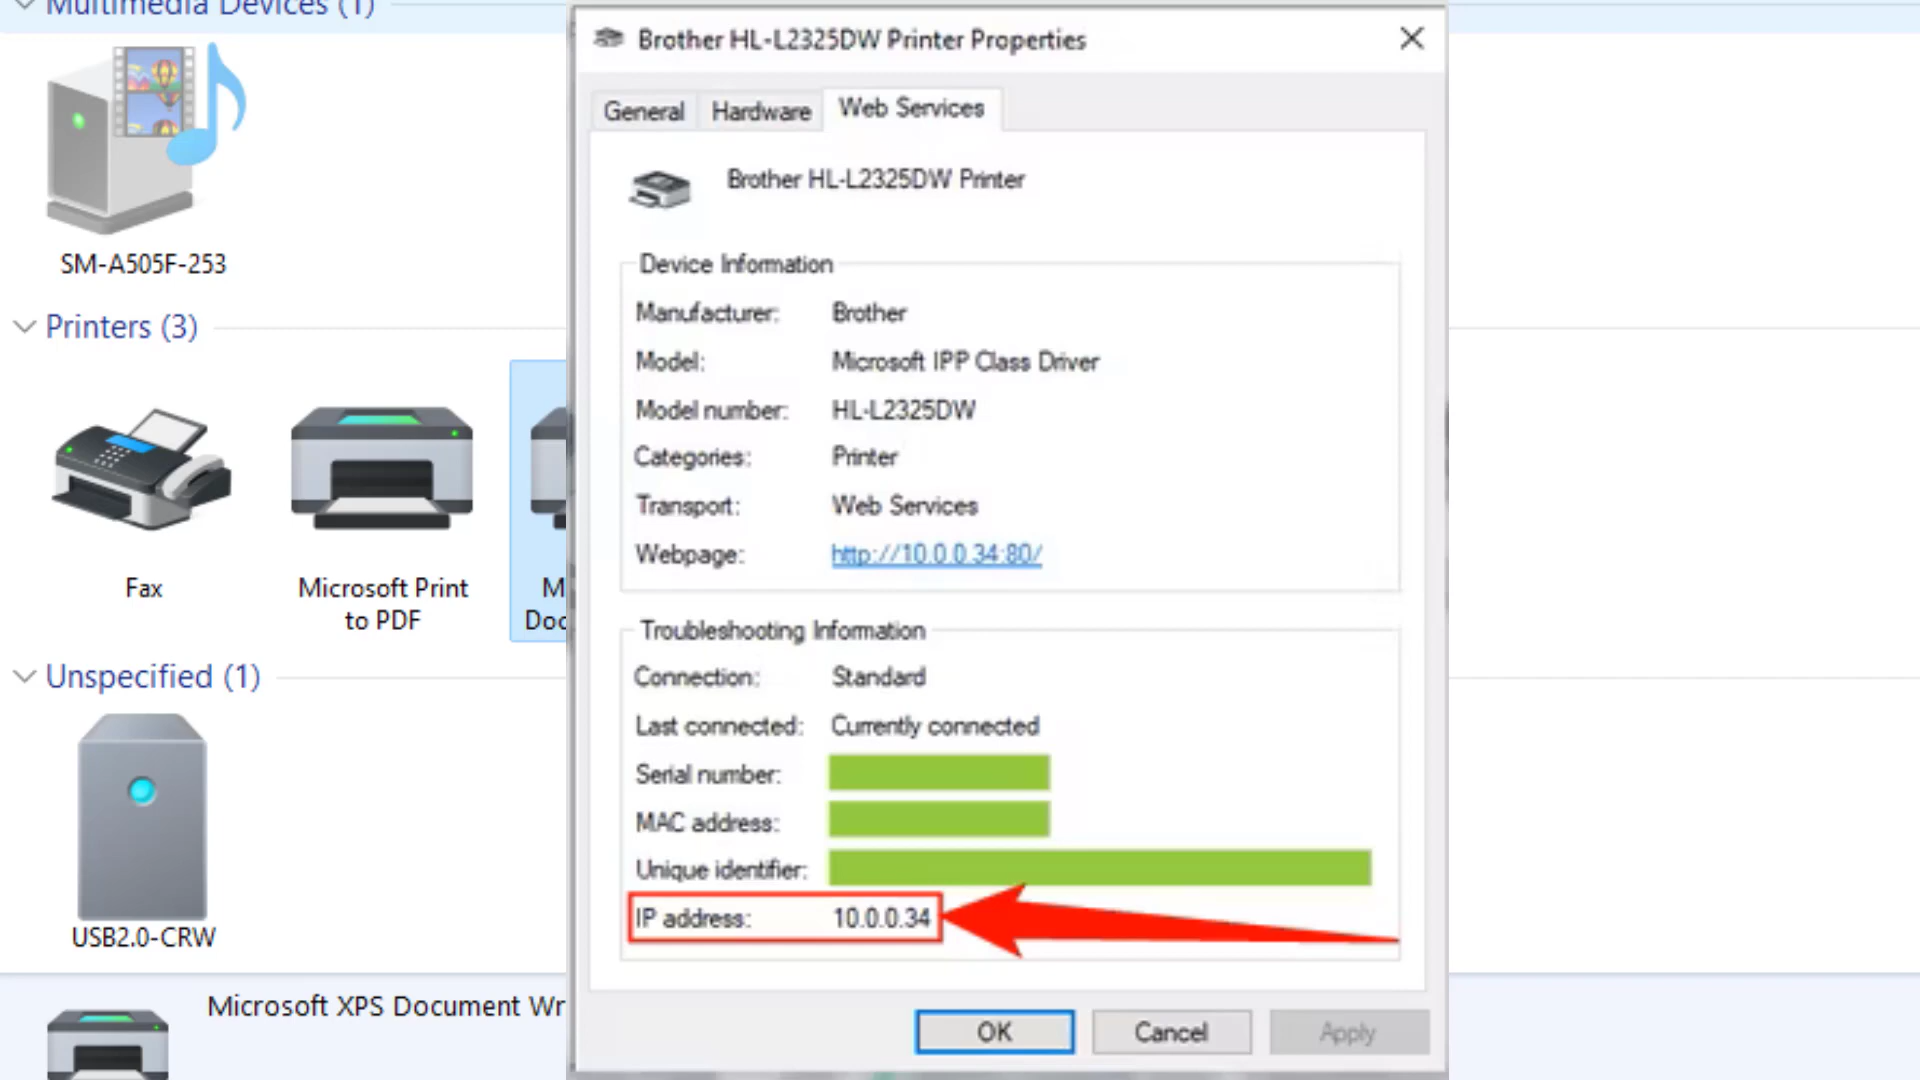 Multimedia Devices (1)
SM-A505F-253
Printers (3)
Fax
Microsoft Print
to PDF
M
Doc
Unspecified (1)
USB2.0-CRW
Microsoft XPS Document Wr
Brother HL-L2325DW Printer Properties
General
Hardware
Web Services
Brother HL-L2325DW Printer
Device Information
Manufacturer: Brother
Model: Microsoft IPP Class Driver
Model number: HL-L2325DW
Categories: Printer
Transport: Web Services
Webpage: http://10.0.0.34:80/
Troubleshooting Information
Connection: Standard
Last connected: Currently connected
Serial number:
MAC address:
Unique identifier:
IP address: 10.0.0.34
OK
Cancel
Apply